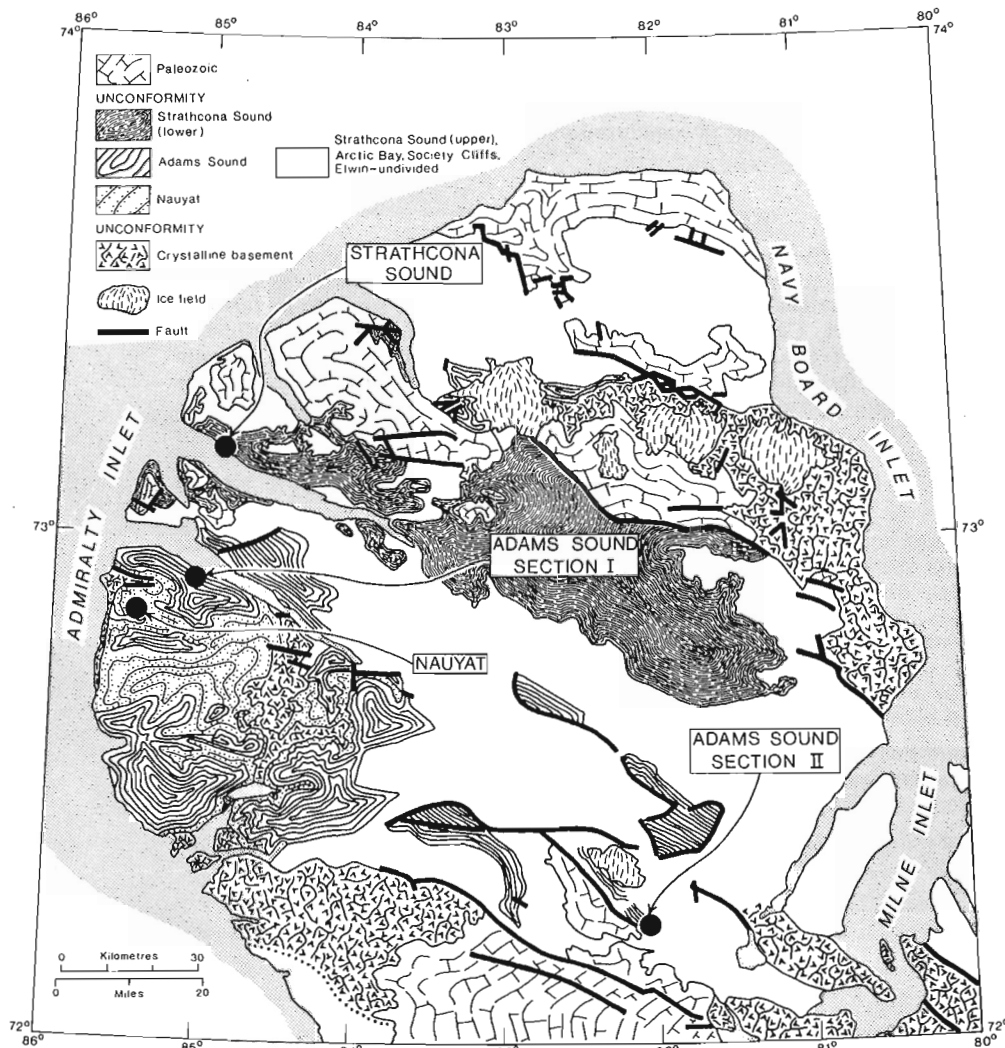 86°
85°
84°
83°
82°
81°
80°
74°
74°
Paleozoic
UNCONFORMITY
Strathcona Sound
(lower)
Adams Sound
Nauyat
UNCONFORMITY
Crystalline basement
Ice field
Fault
Strathcona Sound (upper),
Arctic Bay, Society Cliffs,
Elwin-undivided
STRATHCONA
SOUND
NAVY
BOARD
INLET
ADMIRALTY INLET
73°
73°
ADAMS SOUND
SECTION I
NAUYAT
ADAMS SOUND
SECTION II
MILNE INLET
0 Kilometres 30
0 Miles 20
72°
72°
86°
85°
84°
81°
80°